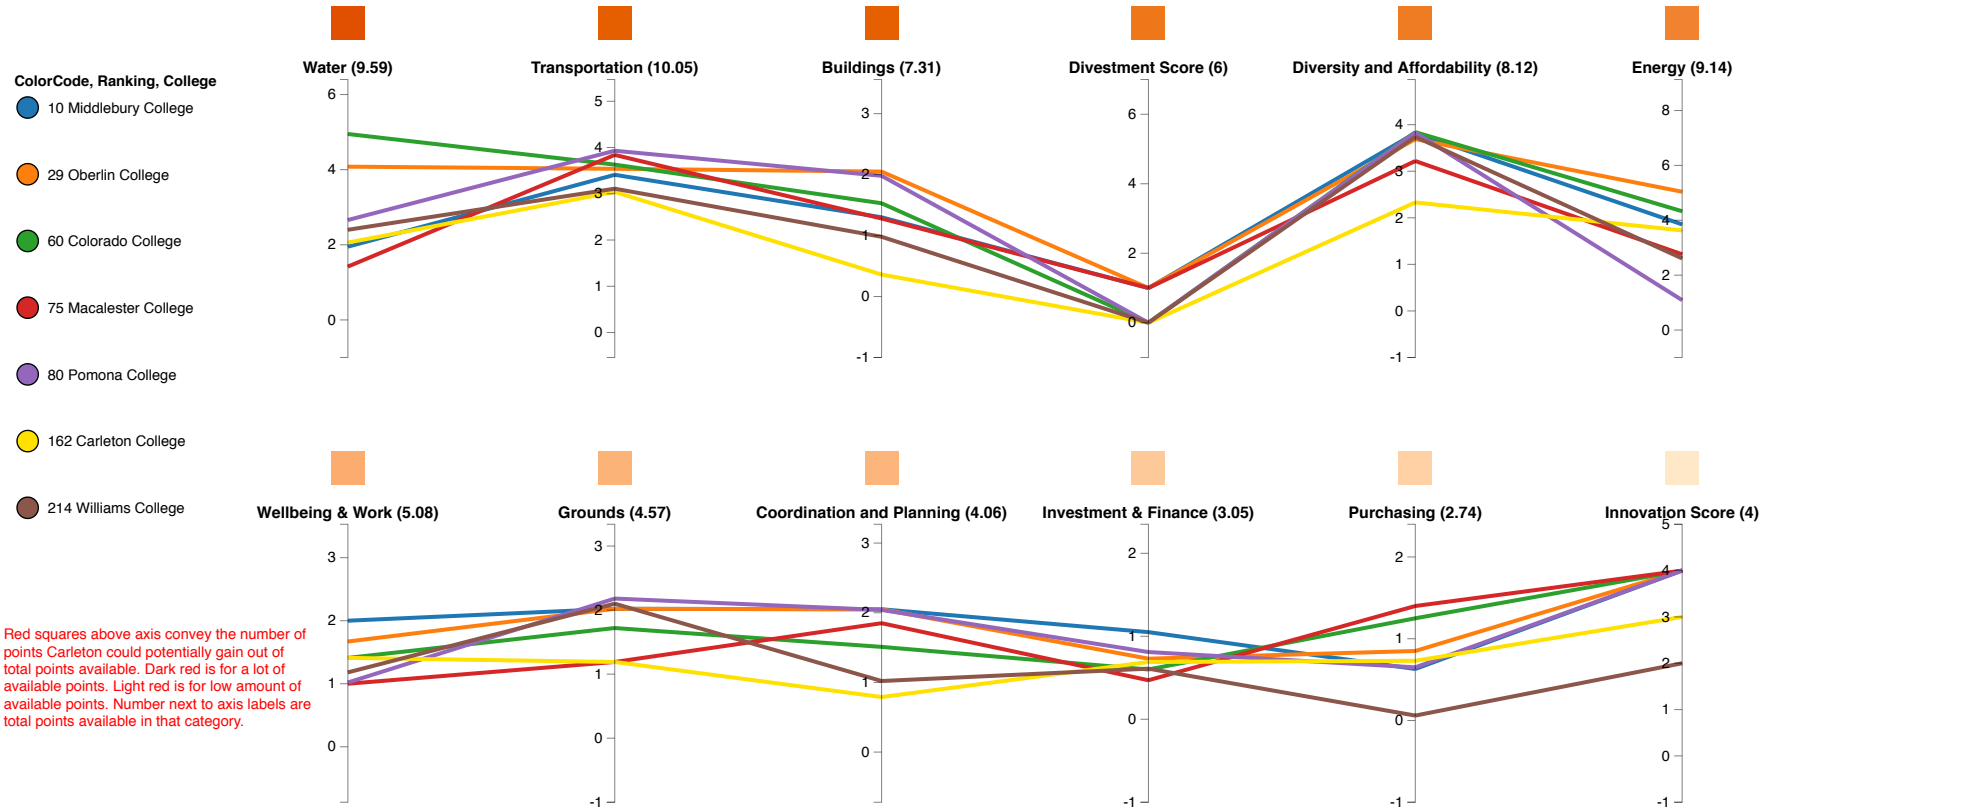 Water (9.59)
Transportation (10.05)
Buildings (7.31)
Divestment Score (6)
Diversity and Affordability (8.12)
Energy (9.14)
ColorCode, Ranking, College
10 Middlebury College
29 Oberlin College
60 Colorado College
75 Macalester College
80 Pomona College
162 Carleton College
214 Williams College
6
4
2
0
5
4
3
2
1
0
3
2
1
0
-1
6
4
2
0
4
3
2
1
0
-1
8
6
4
2
0
Wellbeing & Work (5.08)
Grounds (4.57)
Coordination and Planning (4.06)
Investment & Finance (3.05)
Purchasing (2.74)
Innovation Score (4)
3
2
1
0
3
2
1
0
-1
3
2
1
0
2
1
0
-1
2
1
0
-1
5
4
3
2
1
0
-1
Red squares above axis convey the number of
points Carleton could potentially gain out of
total points available. Dark red is for a lot of
available points. Light red is for low amount of
available points. Number next to axis labels are
total points available in that category.